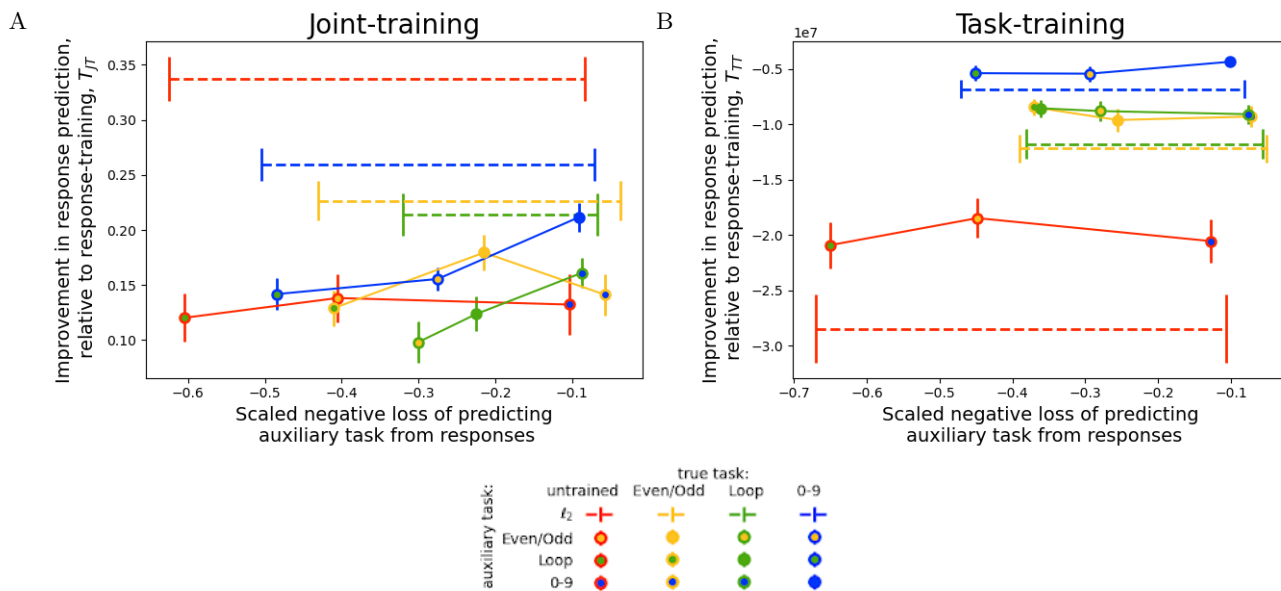 A
Joint-training
Improvement in response prediction,
relative to response-training, T_JT
0.35
0.30
0.25
0.20
0.15
0.10
−0.6
−0.5
−0.4
−0.3
−0.2
−0.1
Scaled negative loss of predicting
auxiliary task from responses
B
Task-training
1e7
Improvement in response prediction,
relative to response-training, T_TT
−0.5
−1.0
−1.5
−2.0
−2.5
−3.0
−0.7
−0.6
−0.5
−0.4
−0.3
−0.2
−0.1
Scaled negative loss of predicting
auxiliary task from responses
true task:
untrained Even/Odd Loop 0-9
auxiliary task:
ℓ2
Even/Odd
Loop
0-9